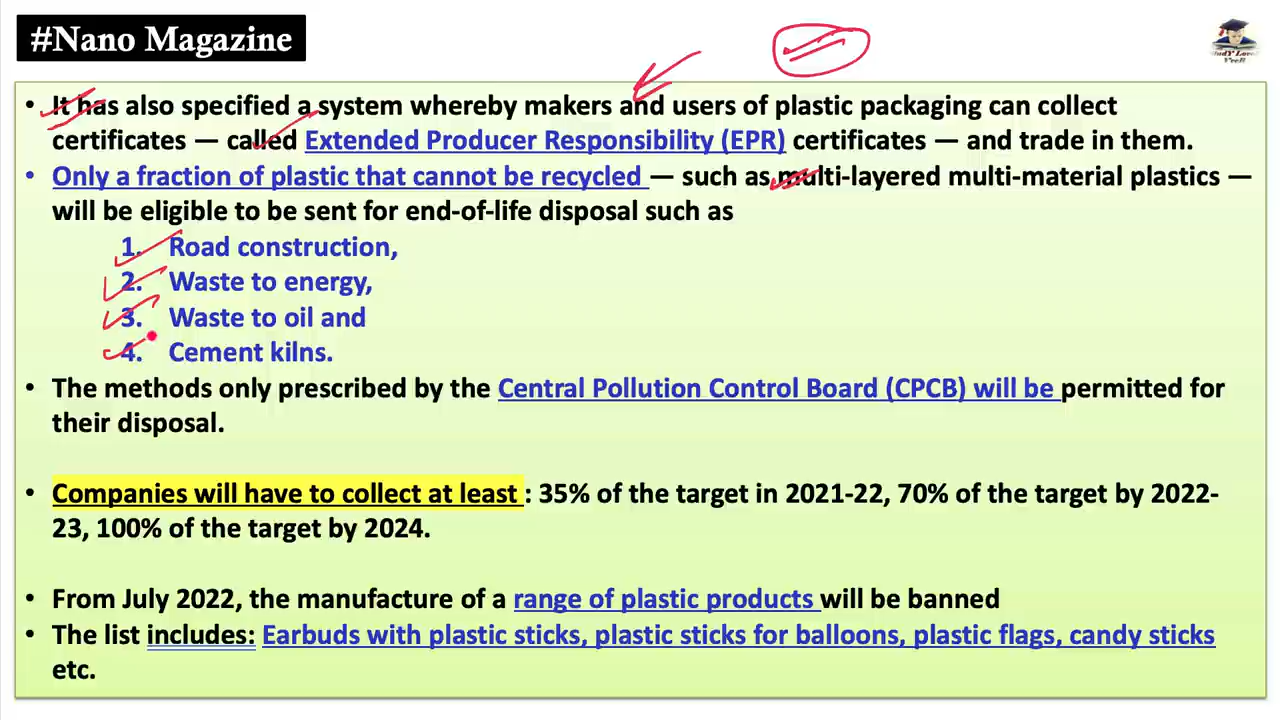 #Nano Magazine
• It has also specified a system whereby makers and users of plastic packaging can collect
certificates — called Extended Producer Responsibility (EPR) certificates — and trade in them.
• Only a fraction of plastic that cannot be recycled — such as multi-layered multi-material plastics —
will be eligible to be sent for end-of-life disposal such as
1. Road construction,
2. Waste to energy,
3. Waste to oil and
4. Cement kilns.
• The methods only prescribed by the Central Pollution Control Board (CPCB) will be permitted for
their disposal.
• Companies will have to collect at least : 35% of the target in 2021-22, 70% of the target by 2022-
23, 100% of the target by 2024.
• From July 2022, the manufacture of a range of plastic products will be banned
• The list includes: Earbuds with plastic sticks, plastic sticks for balloons, plastic flags, candy sticks
etc.